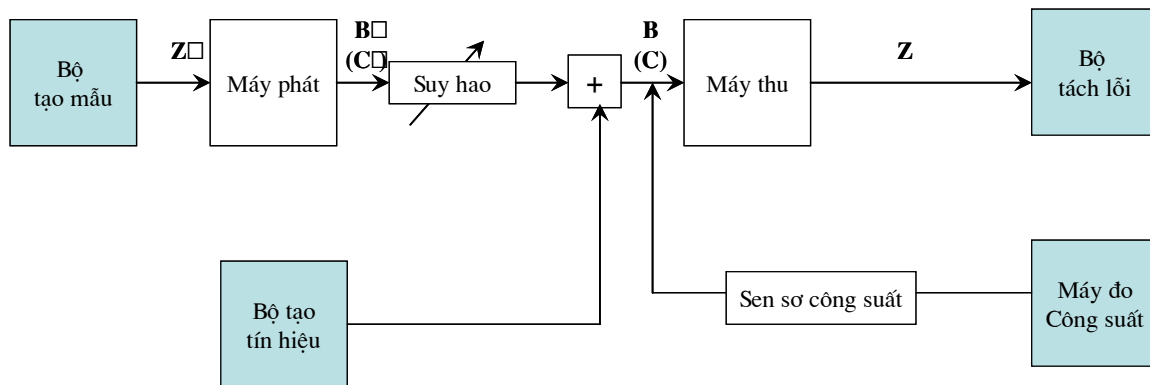 Bộ
tạo mẫu
Z□
Máy phát
B□
(C□)
Suy hao
+
B
(C)
Máy thu
Z
Bộ
tách lỗi
Bộ tạo
tín hiệu
Sen sơ công suất
Máy đo
Công suất